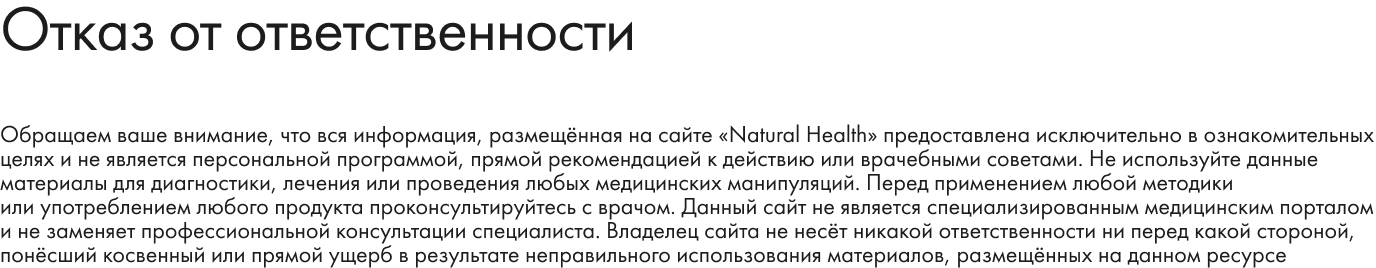 Отказ от ответственности
Обращаем ваше внимание, что вся информация, размещённая на сайте «Natural Health» предоставлена исключительно в ознакомительных
целях и не является персональной программой, прямой рекомендацией к действию или врачебными советами. Не используйте данные
материалы для диагностики, лечения или проведения любых медицинских манипуляций. Перед применением любой методики
или употреблением любого продукта проконсультируйтесь с врачом. Данный сайт не является специализированным медицинским порталом
и не заменяет профессиональной консультации специалиста. Владелец сайта не несёт никакой ответственности ни перед какой стороной,
понёсший косвенный или прямой ущерб в результате неправильного использования материалов, размещённых на данном ресурсе